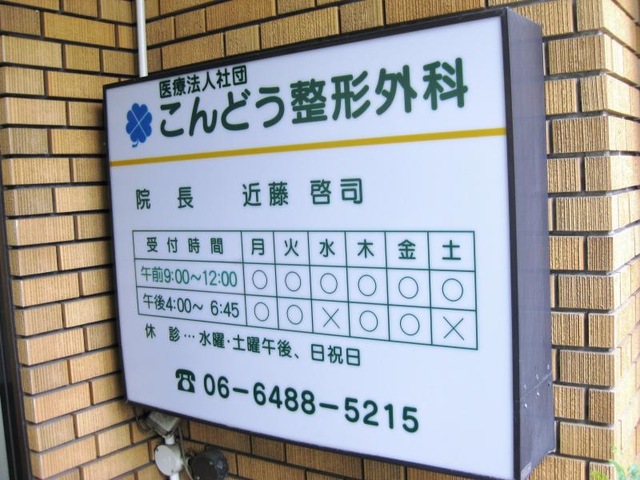 医療法人社団
こんどう整形外科
院長 近藤 啓司
受付時間 月 火 水 木 金 土
午前9:00〜12:00 ○ ○ ○ ○ ○ ○
午後4:00〜 6:45 ○ ○ × ○ ○ ×
休 診…水曜・土曜午後、日祝日
☎06-6488-5215